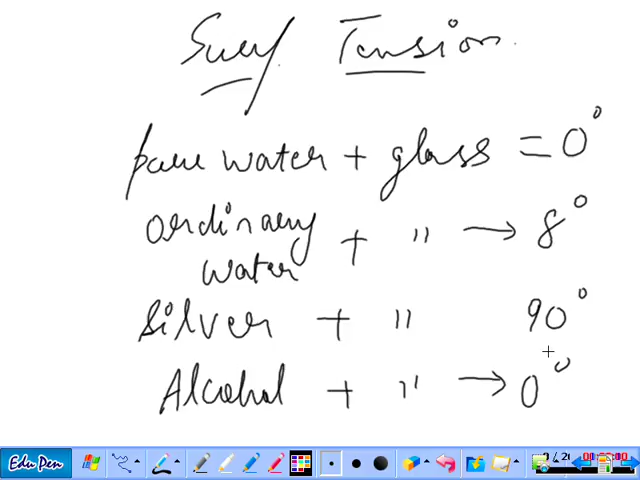 Surf Tension
pure water + glass = 0°
ordinary water + " → 8°
Silver + " 90°
Alcohol + " → 0°
Edu Pen